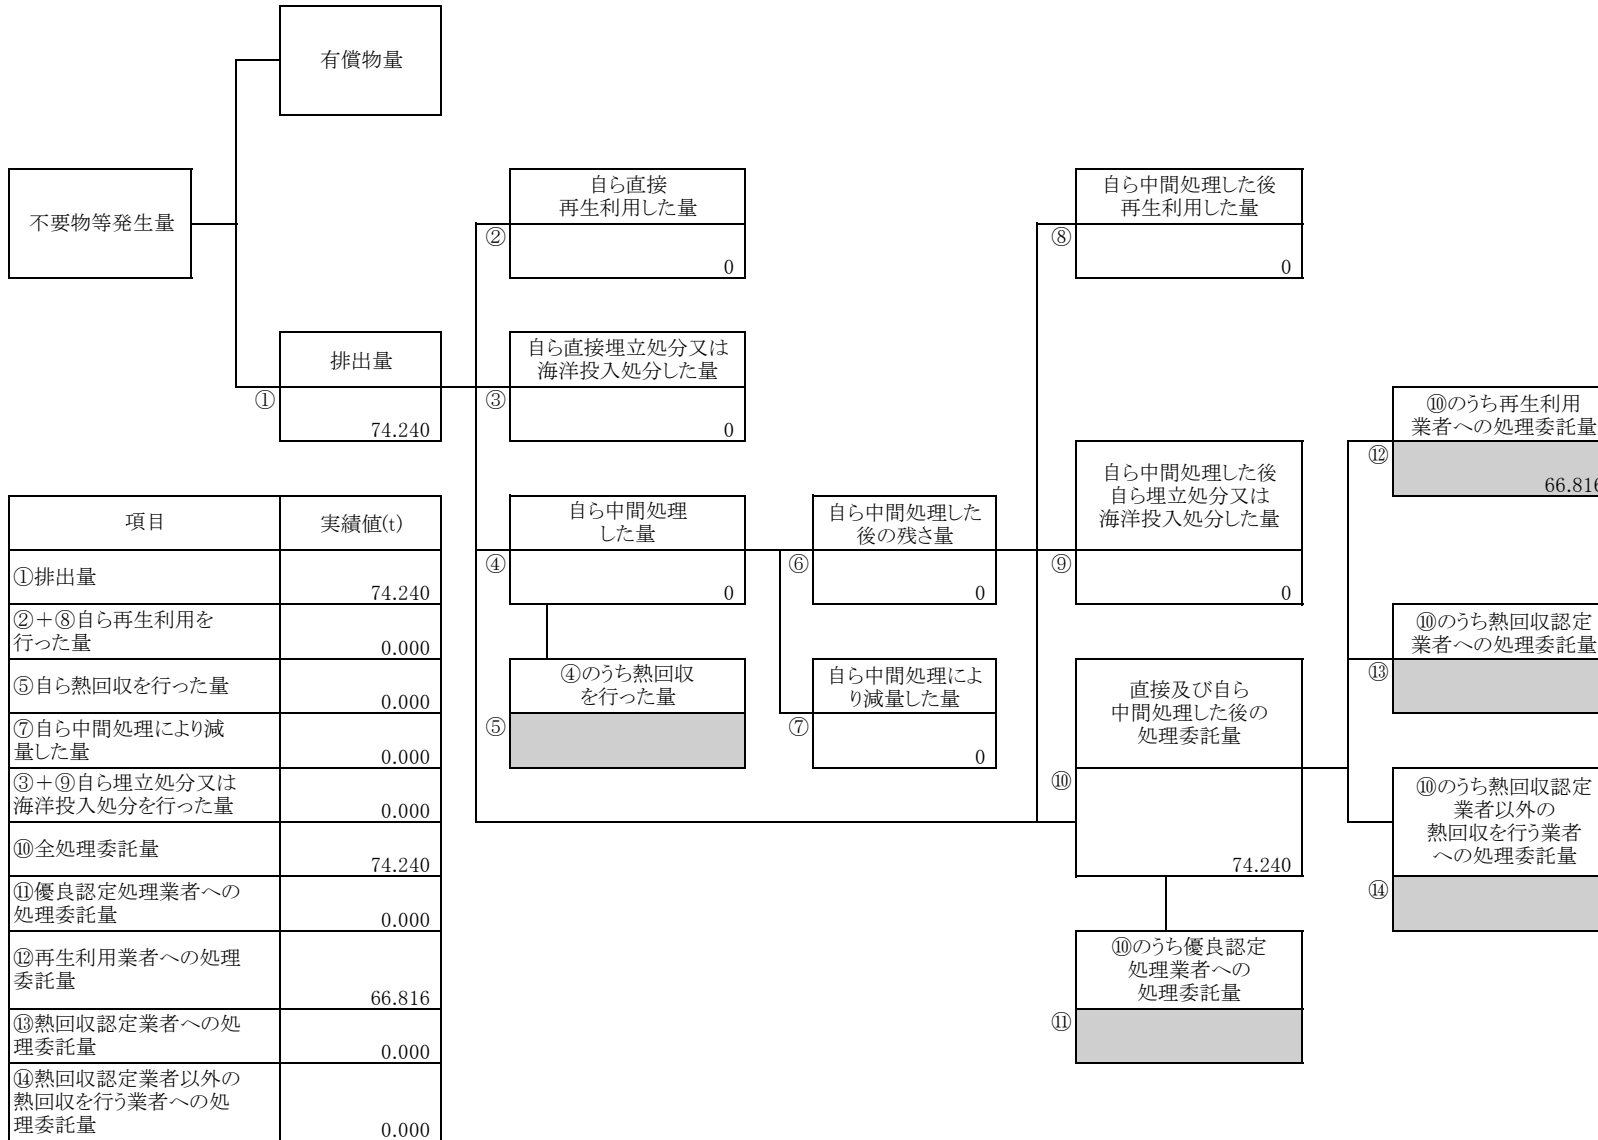 有償物量
不要物等発生量
自ら直接
再生利用した量
②
0
自ら中間処理した後
再生利用した量
⑧
0
排出量
①
74.240
自ら直接埋立処分又は
海洋投入処分した量
③
0
⑩のうち再生利用
業者への処理委託量
⑫
66.816
自ら中間処理
した量
④
0
自ら中間処理した
後の残さ量
⑥
0
自ら中間処理した後
自ら埋立処分又は
海洋投入処分した量
⑨
0
⑩のうち熱回収認定
業者への処理委託量
⑬
④のうち熱回収
を行った量
⑤
自ら中間処理によ
り減量した量
⑦
0
直接及び自ら
中間処理した後の
処理委託量
⑩
74.240
⑩のうち熱回収認定
業者以外の
熱回収を行う業者
への処理委託量
⑭
⑩のうち優良認定
処理業者への
処理委託量
⑪
項目 実績値(t)
①排出量
74.240
②＋⑧自ら再生利用を
行った量
0.000
⑤自ら熱回収を行った量
0.000
⑦自ら中間処理により減
量した量
0.000
③＋⑨自ら埋立処分又は
海洋投入処分を行った量
0.000
⑩全処理委託量
74.240
⑪優良認定処理業者への
処理委託量
0.000
⑫再生利用業者への処理
委託量
66.816
⑬熱回収認定業者への処
理委託量
0.000
⑭熱回収認定業者以外の
熱回収を行う業者への処
理委託量
0.000